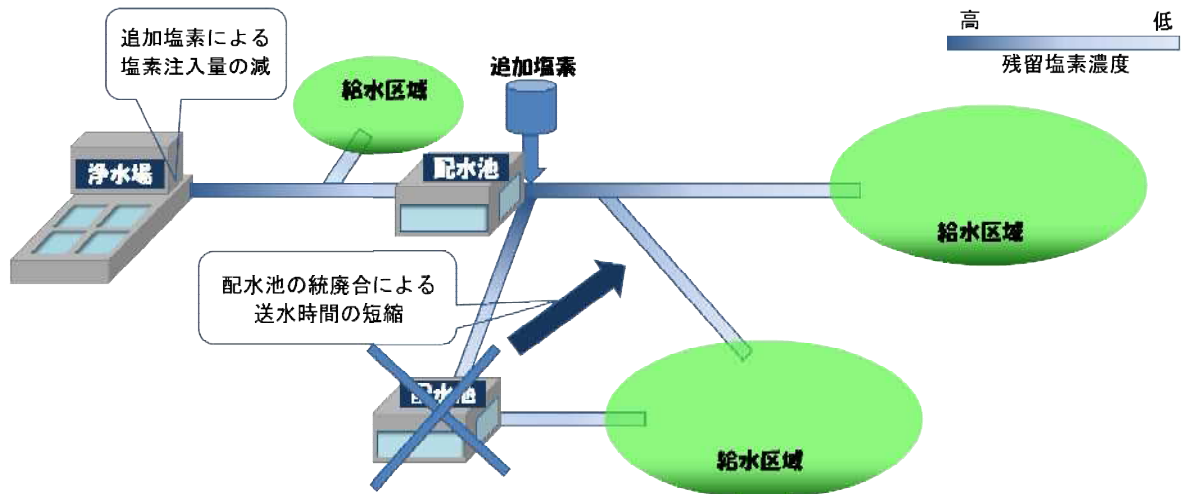 追加塩素による
塩素注入量の減
給水区域
追加塩素
高
低
残留塩素濃度
浄水場
配水池
給水区域
配水池の統廃合による
送水時間の短縮
配水池
給水区域